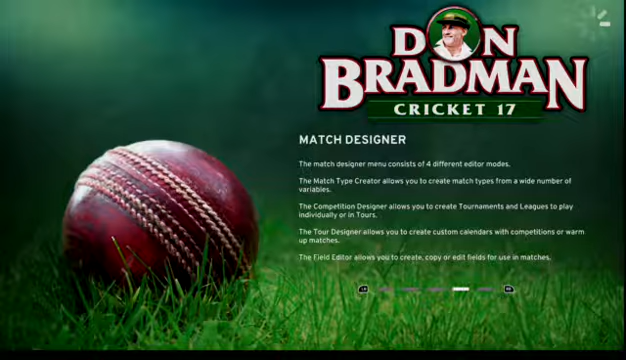 DON
BRADMAN
CRICKET 17
MATCH DESIGNER
The match designer menu consists of 4 different editor modes.
The Match Type Creator allows you to create match types from a wide number of
variables.
The Competition Designer allows you to create Tournaments and Leagues to play
individually or in Tours.
The Tour Designer allows you to create custom calendars with competitions or warm
up matches.
The Field Editor allows you to create, copy or edit fields for use in matches.